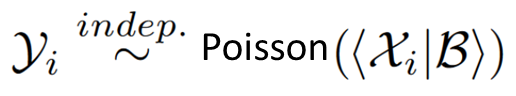 𝒴ᵢ indep. ∼ Poisson(⟨𝒳ᵢ|ℬ⟩)